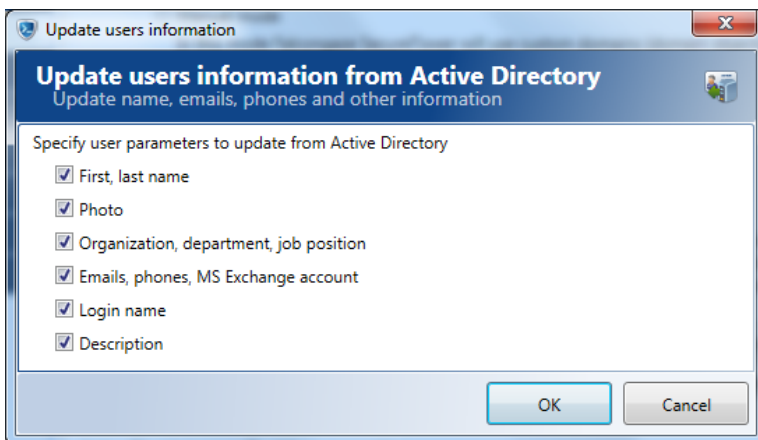 Update users information
Update users information from Active Directory
Update name, emails, phones and other information
Specify user parameters to update from Active Directory
First, last name
Photo
Organization, department, job position
Emails, phones, MS Exchange account
Login name
Description
OK
Cancel